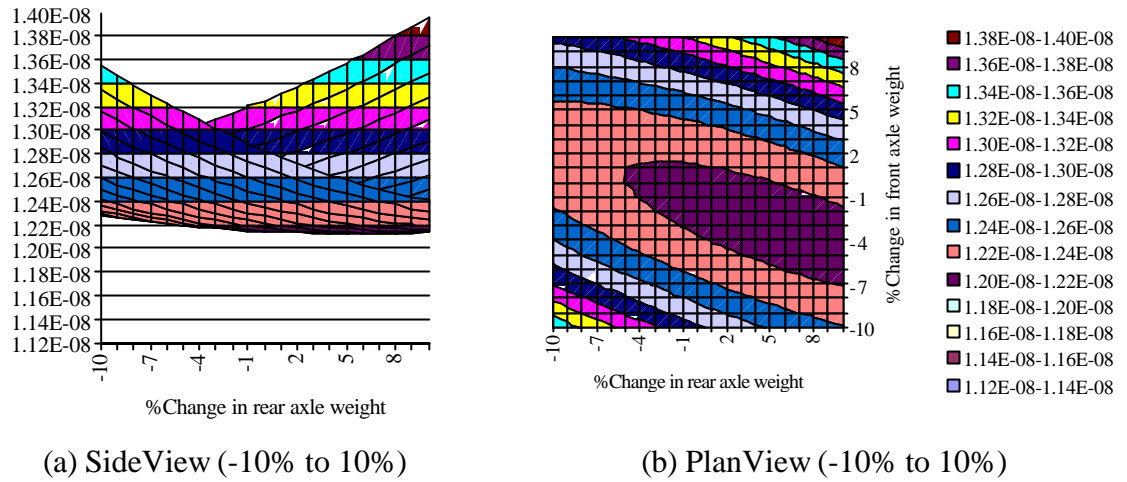 1.40E-08
1.38E-08
1.36E-08
1.34E-08
1.32E-08
1.30E-08
1.28E-08
1.26E-08
1.24E-08
1.22E-08
1.20E-08
1.18E-08
1.16E-08
1.14E-08
1.12E-08
-10 -7 -4 -1 2 5 8
%Change in rear axle weight
(a) SideView (-10% to 10%)
8
5
2
-1
-4
-7
-10
%Change in front axle weight
-10 -7 -4 -1 2 5 8
%Change in rear axle weight
(b) PlanView (-10% to 10%)
1.38E-08-1.40E-08
1.36E-08-1.38E-08
1.34E-08-1.36E-08
1.32E-08-1.34E-08
1.30E-08-1.32E-08
1.28E-08-1.30E-08
1.26E-08-1.28E-08
1.24E-08-1.26E-08
1.22E-08-1.24E-08
1.20E-08-1.22E-08
1.18E-08-1.20E-08
1.16E-08-1.18E-08
1.14E-08-1.16E-08
1.12E-08-1.14E-08